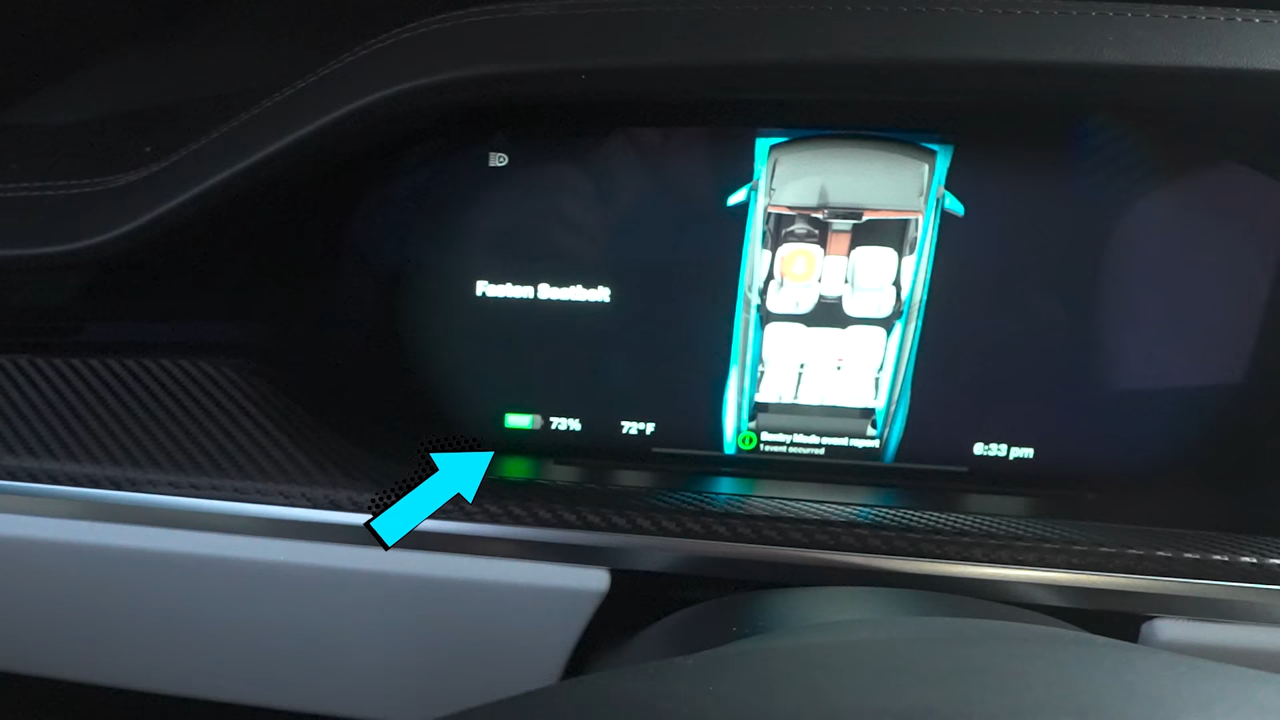 Fasten Seatbelt
73%
72°F
Sentry Mode event report
1 event occurred
6:33 pm